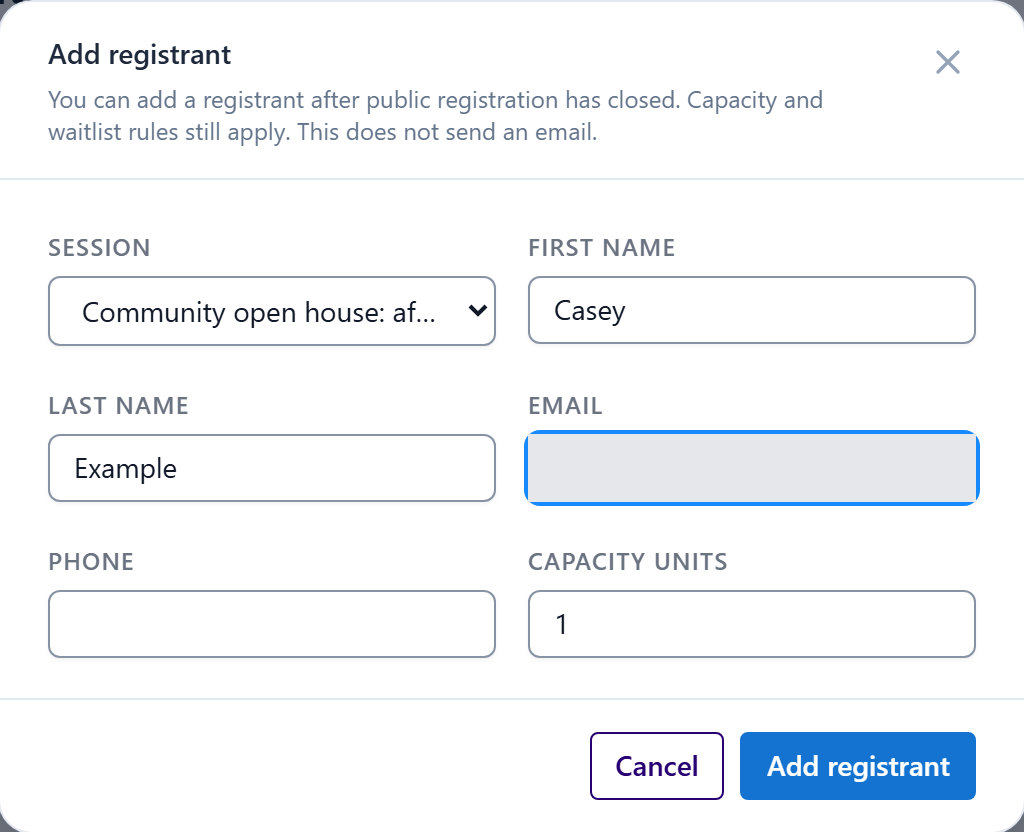 Add registrant
You can add a registrant after public registration has closed. Capacity and
waitlist rules still apply. This does not send an email.
SESSION
FIRST NAME
Community open house: af...
Casey
LAST NAME
EMAIL
Example
PHONE
CAPACITY UNITS
1
Cancel
Add registrant